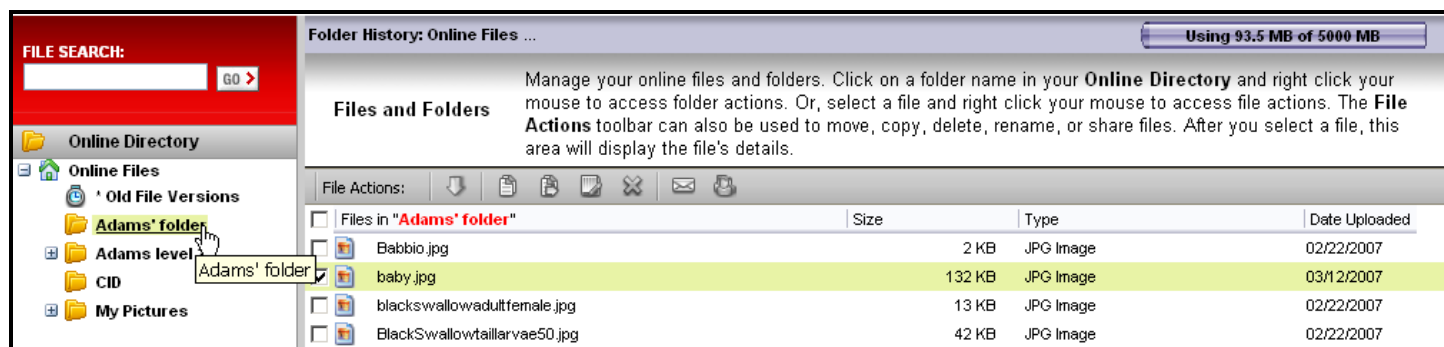 FILE SEARCH:
GO
Online Directory
Online Files
* Old File Versions
Adams' folder
Adams level
Adams' folder
CID
My Pictures
Folder History: Online Files ...
Using 93.5 MB of 5000 MB
Files and Folders
Manage your online files and folders. Click on a folder name in your Online Directory and right click your
mouse to access folder actions. Or, select a file and right click your mouse to access file actions. The File
Actions toolbar can also be used to move, copy, delete, rename, or share files. After you select a file, this
area will display the file's details.
File Actions:
Files in "Adams' folder" Size Type Date Uploaded
Babbio.jpg 2 KB JPG Image 02/22/2007
baby.jpg 132 KB JPG Image 03/12/2007
blackswallowadultfemale.jpg 13 KB JPG Image 02/22/2007
BlackSwallowtaillarvae50.jpg 42 KB JPG Image 02/22/2007